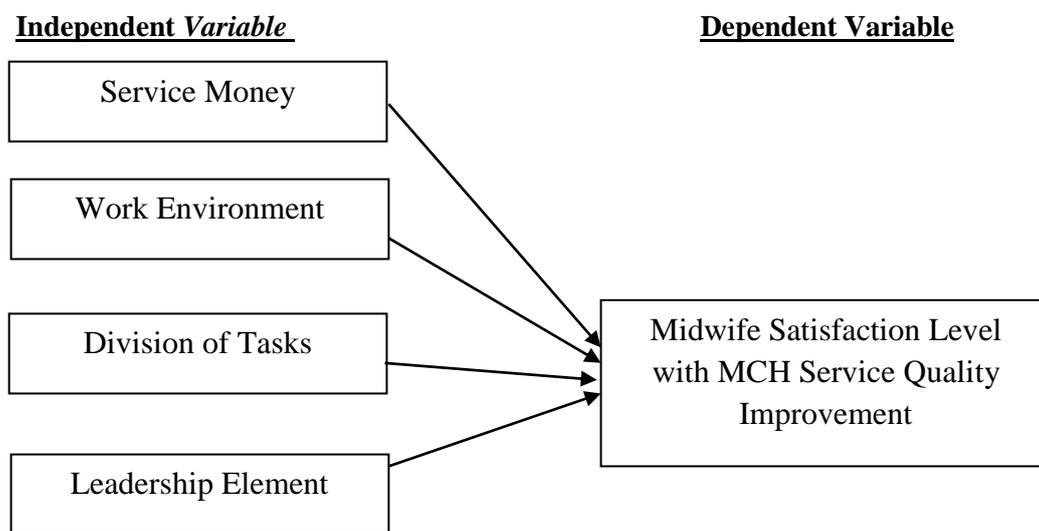 Independent Variable
Dependent Variable
Service Money
Work Environment
Division of Tasks
Leadership Element
Midwife Satisfaction Level
with MCH Service Quality
Improvement